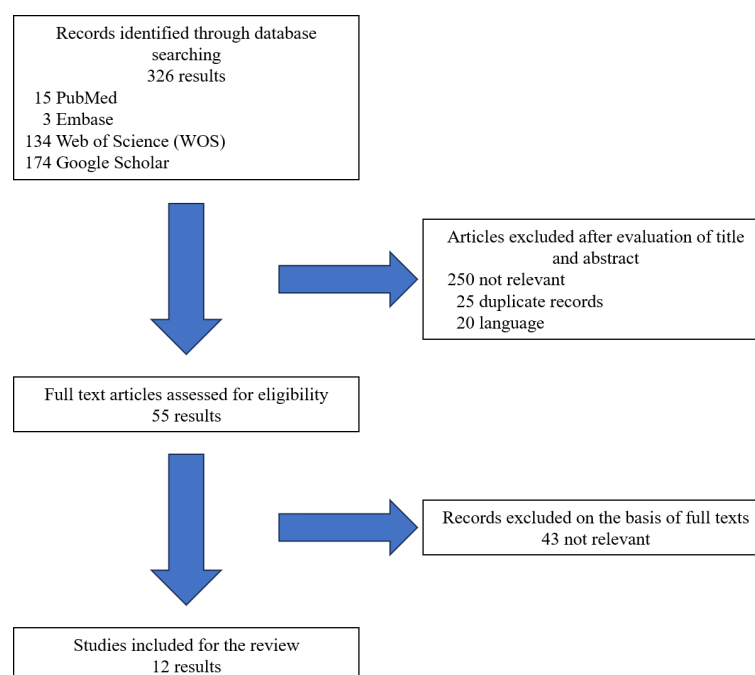 Records identified through database
searching
326 results
15 PubMed
3 Embase
134 Web of Science (WOS)
174 Google Scholar
Articles excluded after evaluation of title
and abstract
250 not relevant
25 duplicate records
20 language
Full text articles assessed for eligibility
55 results
Records excluded on the basis of full texts
43 not relevant
Studies included for the review
12 results